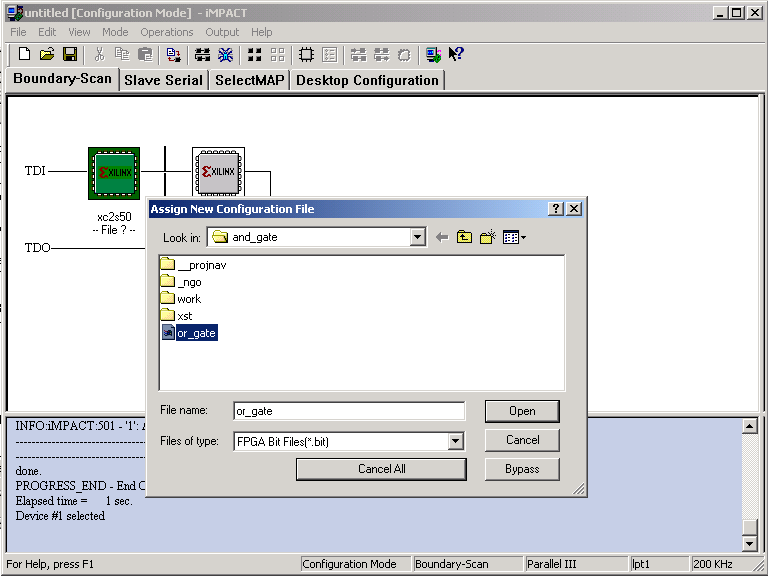 untitled [Configuration Mode] - iMPACT
File Edit View Mode Operations Output Help
Boundary-Scan Slave Serial SelectMAP Desktop Configuration
TDI
XILINX
XILINX
xc2s50
-- File ? --
TDO
Assign New Configuration File
Look in: and_gate
__projnav
_ngo
work
xst
or_gate
File name: or_gate Open
Files of type: FPGA Bit Files(*.bit) Cancel
Cancel All Bypass
INFO:iMPACT:501 - '1':
done.
PROGRESS_END - End
Elapsed time = 1 sec.
Device #1 selected
For Help, press F1 Configuration Mode Boundary-Scan Parallel III lpt1 200 KHz